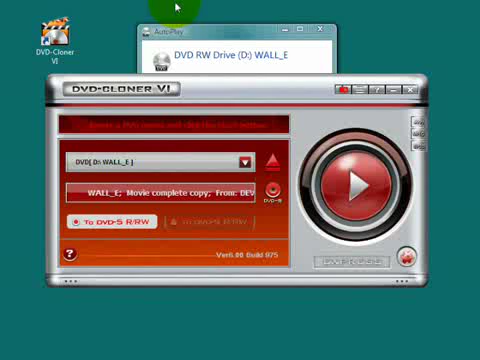 DVD-Cloner
VI
AutoPlay
DVD RW Drive (D:) WALL_E
DVD-CLONER VI
DVD[ D:\ WALL_E ]
WALL_E; Movie complete copy; From: DEV
DVD-R
To DVD-5 R/RW
?
Ver6.00 Build 975
EXPRESS